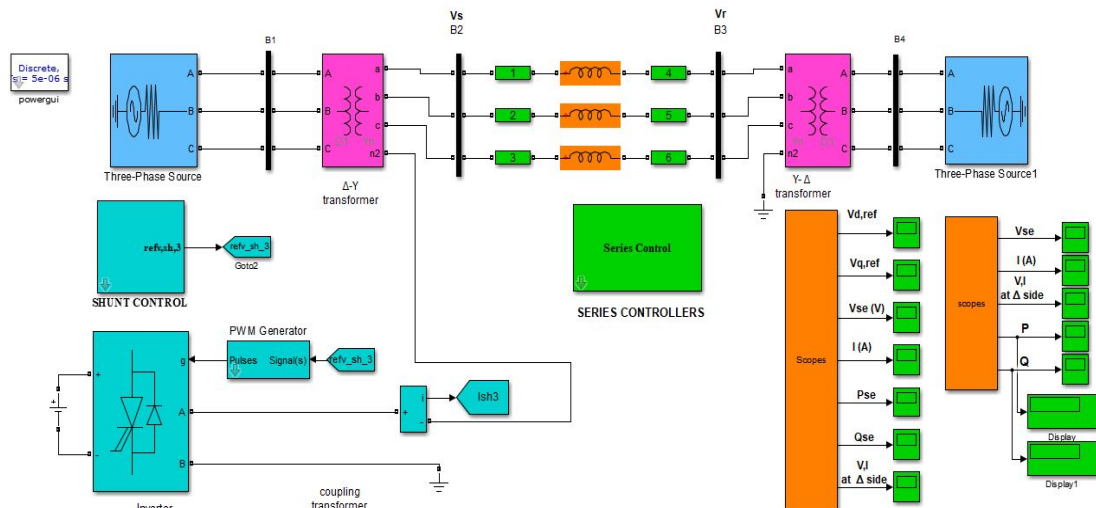 Discrete,
s = 5e-06 s
powergui
A
B
C
Three-Phase Source
B1
A
B
C
a
b
c
n2
Δ-Y
transformer
Vs
B2
1
2
3
4
5
6
Vr
B3
a
b
c
n2
A
B
C
Y- Δ
transformer
B4
A
B
C
Three-Phase Source1
refv,sh,3
SHUNT CONTROL
refv_sh_3
Goto2
Series Control
SERIES CONTROLLERS
PWM Generator
Pulses
Signal(s)
refv_sh_3
g
A
B
+
-
+
Inverter
i
+
-
Ish3
coupling
transformer
Scopes
Vd,ref
Vq,ref
Vse (V)
I (A)
Pse
Qse
V,I
at Δ side
scopes
Vse
I (A)
V,I
at Δ side
P
Q
Display
Display1